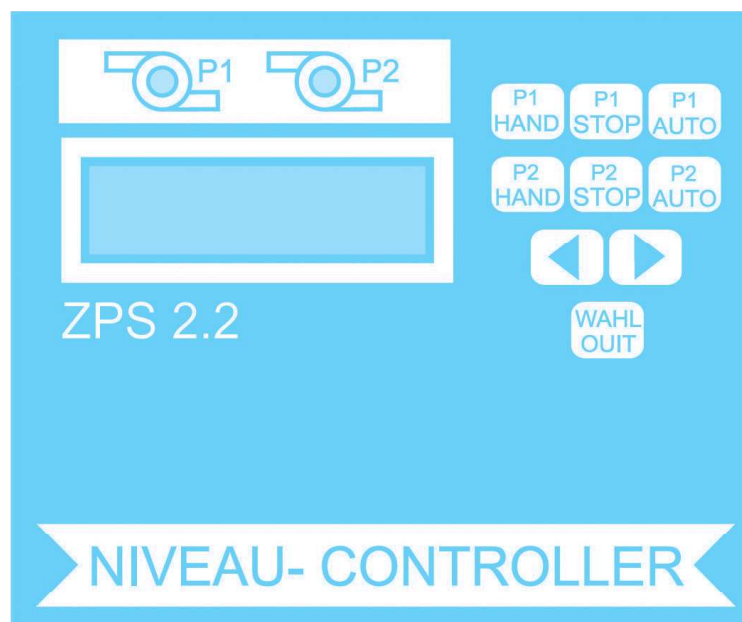 P1
P2
P1
HAND
P1
STOP
P1
AUTO
P2
HAND
P2
STOP
P2
AUTO
ZPS 2.2
WAHL
OUIT
NIVEAU- CONTROLLER